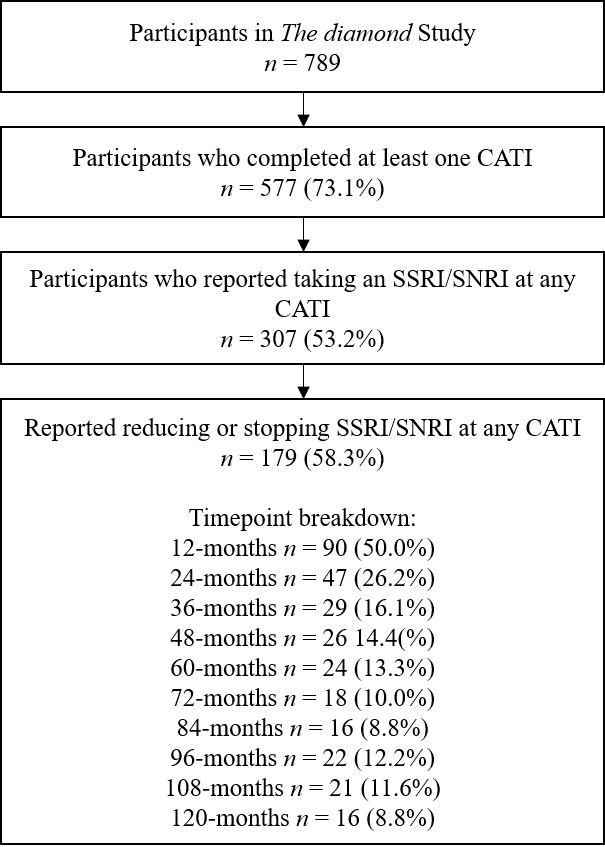 Participants in The diamond Study
n = 789
Participants who completed at least one CATI
n = 577 (73.1%)
Participants who reported taking an SSRI/SNRI at any
CATI
n = 307 (53.2%)
Reported reducing or stopping SSRI/SNRI at any CATI
n = 179 (58.3%)
Timepoint breakdown:
12-months n = 90 (50.0%)
24-months n = 47 (26.2%)
36-months n = 29 (16.1%)
48-months n = 26 14.4(%)
60-months n = 24 (13.3%)
72-months n = 18 (10.0%)
84-months n = 16 (8.8%)
96-months n = 22 (12.2%)
108-months n = 21 (11.6%)
120-months n = 16 (8.8%)